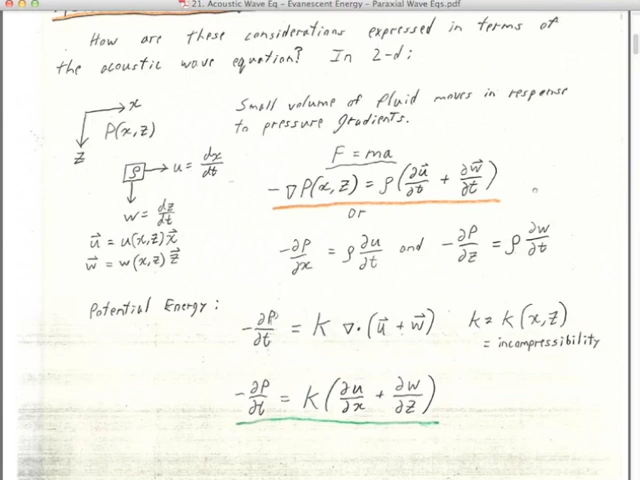 21. Acoustic Wave Eq – Evanescent Energy – Paraxial Wave Eqs.pdf
How are these considerations expressed in terms of
the acoustic wave equation? In 2-d:
x
P(x,z)
z
Small volume of fluid moves in response
to pressure gradients.
ρ → u = dx/dt
w = dz/dt
u⃗ = u(x,z) x⃗
w⃗ = w(x,z) z⃗
F = ma
-∇P(x,z) = ρ(∂u⃗/∂t + ∂w⃗/∂t)
or
-∂P/∂x = ρ ∂u/∂t and -∂P/∂z = ρ ∂w/∂t
Potential Energy:
-∂P/∂t = K ∇·(u⃗ + w⃗) K = K(x,z)
= incompressibility
-∂P/∂t = K(∂u/∂x + ∂w/∂z)